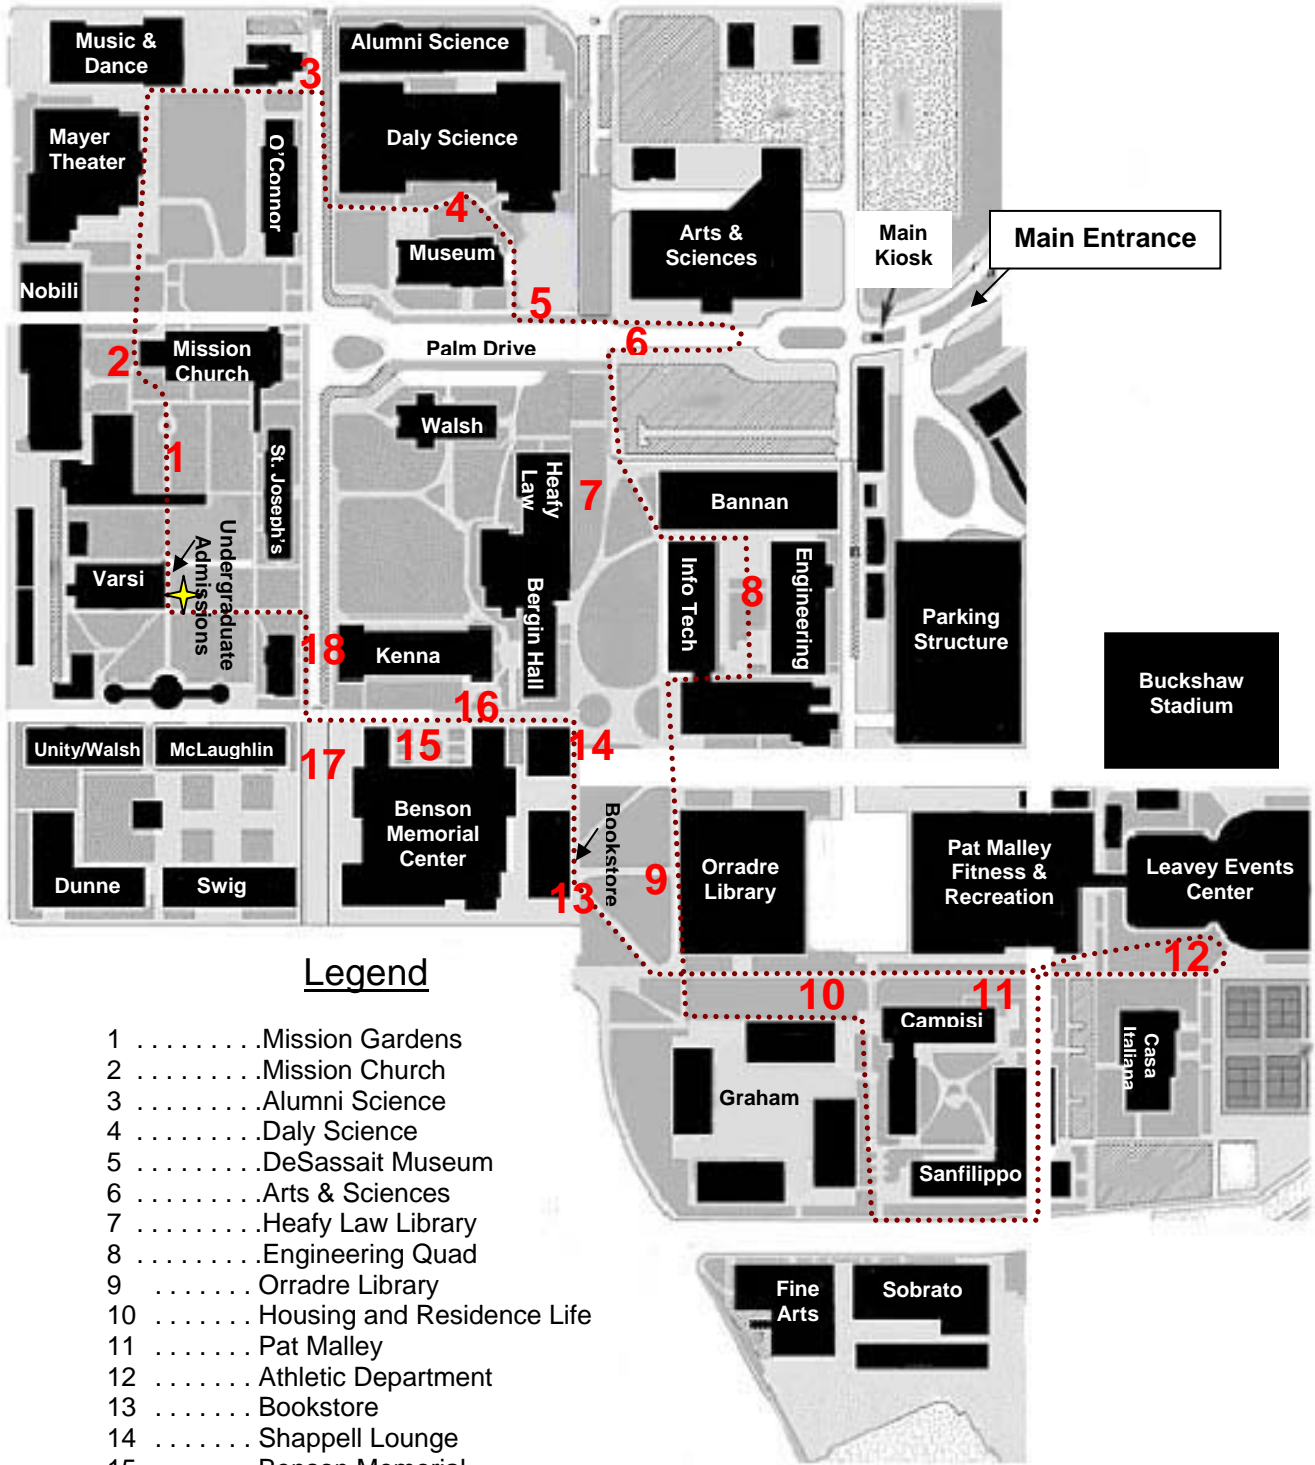 Music &
Dance
Alumni Science
3
Mayer
Theater
O'Connor
Daly Science
4
Museum
Arts &
Sciences
Main
Kiosk
Main Entrance
Nobili
5
6
2
Mission
Church
Palm Drive
Walsh
1
St. Joseph's
Heafy
Law
7
Bannan
Undergraduate
Admissions
Varsi
Bergin Hall
Info Tech
8
Engineering
Parking
Structure
18
Kenna
Buckshaw
Stadium
16
Unity/Walsh
McLaughlin
17
15
14
Benson
Memorial
Center
Bookstore
Dunne
Swig
13
9
Orradre
Library
Pat Malley
Fitness &
Recreation
Leavey Events
Center
12
10
11
Campisi
Casa
Italiana
Graham
Sanfilippo
Fine
Arts
Sobrato
Legend
1 . . . . . . . . .Mission Gardens
2 . . . . . . . . .Mission Church
3 . . . . . . . . .Alumni Science
4 . . . . . . . . .Daly Science
5 . . . . . . . . .DeSassait Museum
6 . . . . . . . . .Arts & Sciences
7 . . . . . . . . .Heafy Law Library
8 . . . . . . . . .Engineering Quad
9 . . . . . . . Orradre Library
10 . . . . . . . Housing and Residence Life
11 . . . . . . . Pat Malley
12 . . . . . . . Athletic Department
13 . . . . . . . Bookstore
14 . . . . . . . Shappell Lounge
15 . . . . . . . Benson Memorial